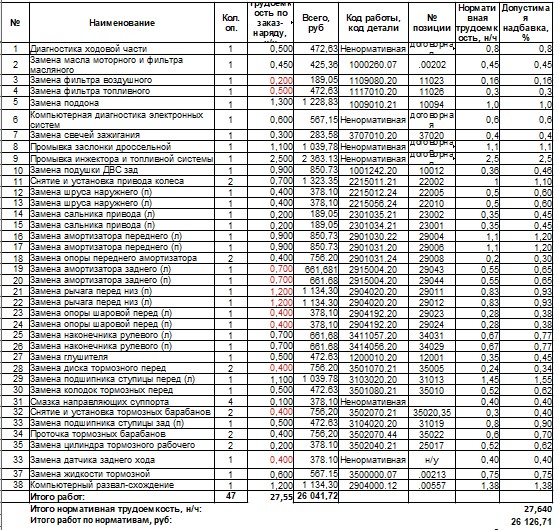 № Наименование Кол. оп. Трудоемкость по заказ-наряду, Всего, руб Код работы, код детали № позиции Нормативная трудоемкость, н/ч Допустимая надбавка, %
1 Диагностика ходовой части 1 0,500 472,63 Ненормативная договорная 0,8 0,8
2 Замена масла моторного и фильтра масляного 1 0,450 425,36 1000260.07 .00202 0,45 0,45
3 Замена фильтра воздушного 1 0,200 189,05 1109080.20 11023 0,16 0,16
4 Замена фильтра топливного 1 0,500 472,63 1117010.20 11026 0,3 0,3
5 Замена поддона 1 1,300 1 228,83 1009010.21 10094 1,0 1,0
6 Компьютерная диагностика электронных систем 1 0,600 567,15 Ненормативная договорная 0,6 0,6
7 Замена свечей зажигания 1 0,300 283,58 3707010.20 37020 0,4 0,4
8 Промывка заслонки дроссельной 1 1,100 1 039,78 Ненормативная договорная 1,1 1,1
9 Промывка инжектора и топливной системы 1 2,500 2 363,13 Ненормативная договорная 2,5 2,5
10 Замена подушки ДВС зад 1 0,900 850,73 1001242.20 10012 0,36 0,46
11 Снятие и установка привода колеса 2 0,700 1 323,35 2215011.21 22002 1 1,10
12 Замена шруса наружнего (п) 1 0,400 378,10 2215012.24 22005 0,5 0,60
13 Замена шруса наружнего (л) 1 0,400 378,10 2215056.24 22010 0,5 0,60
14 Замена сальника привода (л) 1 0,200 189,05 2301035.21 23002 0,35 0,45
15 Замена сальника привода (п) 1 0,200 189,05 2301034.21 23001 0,35 0,45
16 Замена амортизатора переднего (л) 1 0,900 850,73 2901030.22 29004 1,1 1,20
17 Замена амортизатора переднего (п) 1 0,900 850,73 2901031.20 29006 1,1 1,20
18 Замена опоры переднего амортизатора 2 0,400 756,20 2901031.24 29008 0,2 0,30
19 Замена амортизатора заднего (л) 1 0,700 661,681 2915004.20 29043 0,55 0,65
20 Замена амортизатора заднего (п) 1 0,700 661,68 2915004.20 29044 0,55 0,65
21 Замена рычага перед низ (п) 1 1,200 1 134,30 2904020.20 29011 0,83 0,93
22 Замена рычага перед низ (л) 1 1,200 1 134,30 2904020.20 29012 0,83 0,93
23 Замена опоры шаровой перед (л) 1 0,400 378,10 2904192.20 29023 0,28 0,38
24 Замена опоры шаровой перед (п) 1 0,400 378,10 2904192.20 29024 0,28 0,38
25 Замена наконечника рулевого (л) 1 0,700 661,68 3411057.20 34031 0,67 0,77
26 Замена наконечника рулевого (п) 1 0,700 661,68 3414056.20 34029 0,67 0,77
27 Замена глушителя 1 0,500 472,63 1200010.20 12001 0,35 0,45
28 Замена диска тормозного перед 2 0,400 756,20 3501070.21 35005 0,24 0,34
29 Замена подшипника ступицы перед (л) 1 1,100 1 039,78 3103020.20 31013 1,45 1,55
30 Замена колодок тормозных перед 1 0,500 472,63 3501080.21 35010 0,52 0,62
31 Смазка направляющих суппорта 4 0,100 378,10 Ненормативная 0,40 0,40
32 Снятие и установка тормозных барабанов 2 0,400 756,20 3502070.21 35020,35 0,3 0,40
33 Замена подшипника ступицы зад (п) 1 0,500 472,63 3104020.20 31019 0,8 0,90
34 Проточка тормозных барабанов 2 0,400 756,20 3502070.44 35022 0,6 0,70
35 Замена цилиндра тормозного рабочего 2 0,200 378,10 3502040.21 25017 0,52 0,62
33 Замена датчика заднего хода 1 0,400 378,10 Ненормативная н/у 0,40 0,40
37 Замена жидкости тормозной 1 0,600 567,15 3500000.07 .00213 0,75 0,75
38 Компьютерный развал-схождение 1 1,200 1 134,30 2904000.12 .00557 1,38 1,38
Итого работ: 47 27,55 26 041,72
Итого нормативная трудоемкость, н/ч: 27,640
Итого работ по нормативам, руб: 26 126,71